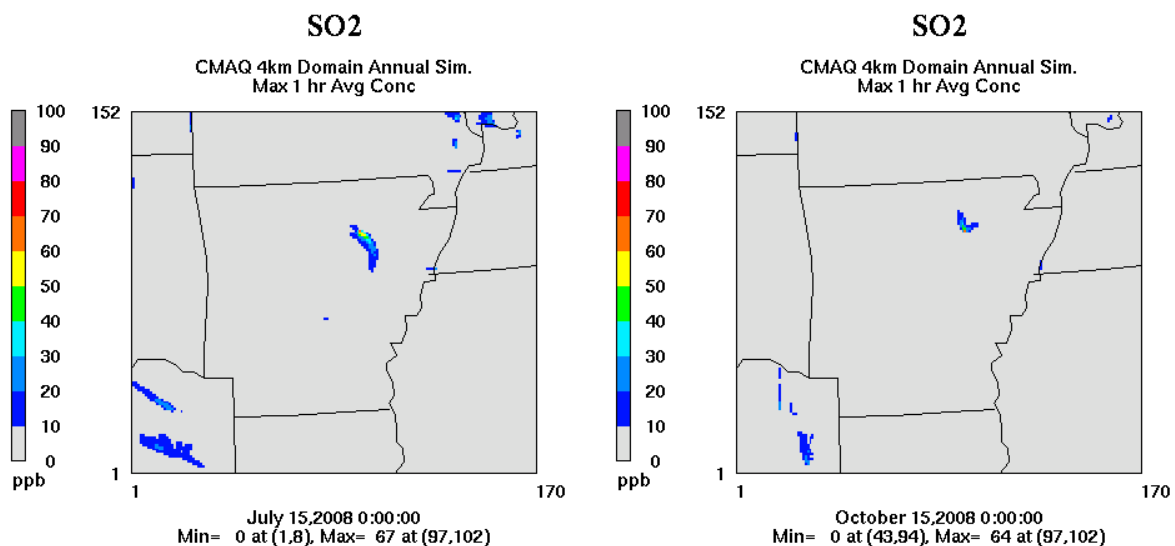 SO2
CMAQ 4km Domain Annual Sim.
Max 1 hr Avg Conc
100
90
80
70
60
50
40
30
20
10
0
ppb
152
1
1
170
July 15,2008 0:00:00
Min= 0 at (1,8), Max= 67 at (97,102)
SO2
CMAQ 4km Domain Annual Sim.
Max 1 hr Avg Conc
100
90
80
70
60
50
40
30
20
10
0
ppb
152
1
1
170
October 15,2008 0:00:00
Min= 0 at (43,94), Max= 64 at (97,102)